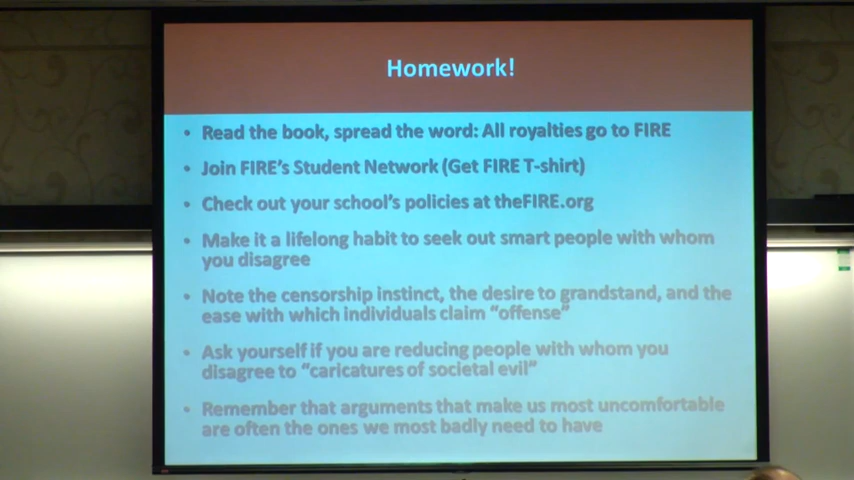 Homework!
• Read the book, spread the word: All royalties go to FIRE
• Join FIRE's Student Network (Get FIRE T-shirt)
• Check out your school's policies at theFIRE.org
• Make it a lifelong habit to seek out smart people with whom
you disagree
• Note the censorship instinct, the desire to grandstand, and the
ease with which individuals claim "offense"
• Ask yourself if you are reducing people with whom you
disagree to "caricatures of societal evil"
• Remember that arguments that make us most uncomfortable
are often the ones we most badly need to have